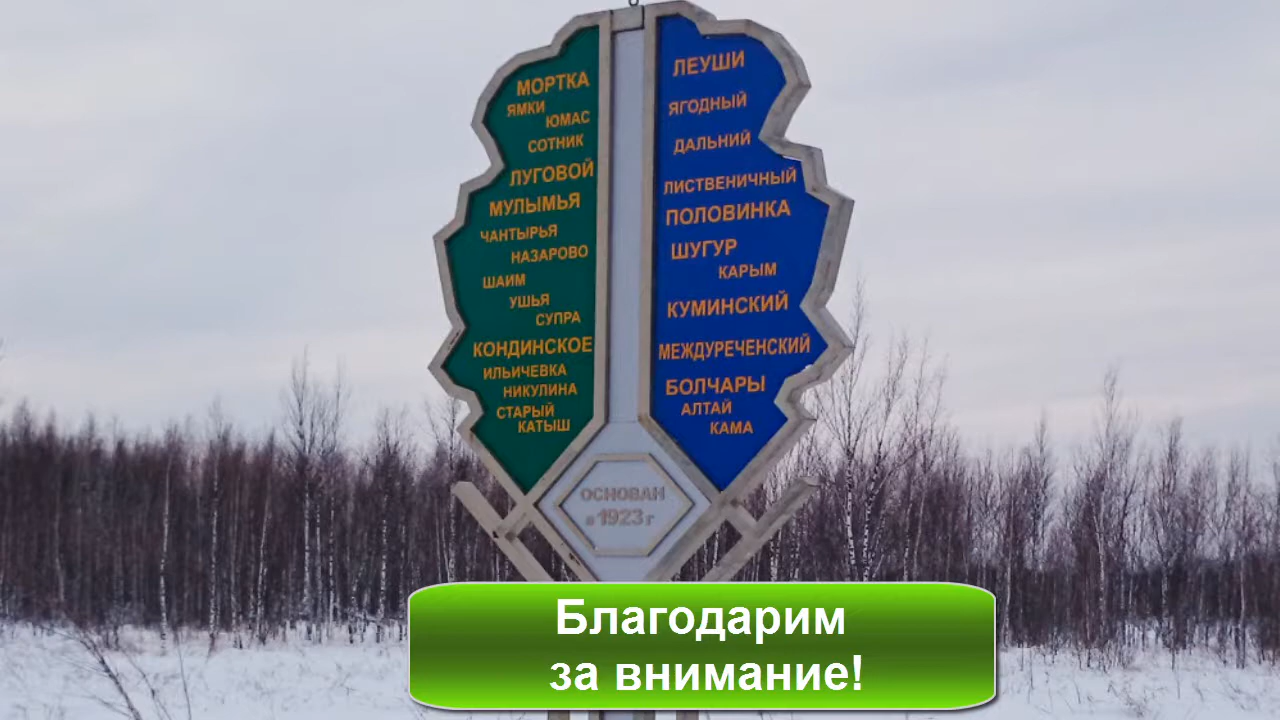 МОРТКА
ЯМКИ
ЮМАС
СОТНИК
ЛУГОВОЙ
МУЛЫМЬЯ
ЧАНТЫРЬЯ
НАЗАРОВО
ШАИМ
УШЬЯ
СУПРА
КОНДИНСКОЕ
ИЛЬИЧЕВКА
НИКУЛИНА
СТАРЫЙ
КАТЫШ
ЛЕУШИ
ЯГОДНЫЙ
ДАЛЬНИЙ
ЛИСТВЕНИЧНЫЙ
ПОЛОВИНКА
ШУГУР
КАРЫМ
КУМИНСКИЙ
МЕЖДУРЕЧЕНСКИЙ
БОЛЧАРЫ
АЛТАЙ
КАМА
ОСНОВАН
в 1923 г
Благодарим
за внимание!